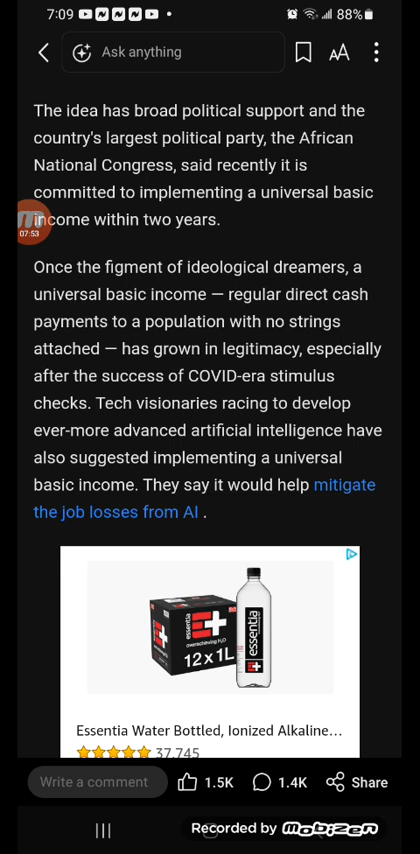 7:09
88%
Ask anything
AA
The idea has broad political support and the
country's largest political party, the African
National Congress, said recently it is
committed to implementing a universal basic
income within two years.
07:53
Once the figment of ideological dreamers, a
universal basic income — regular direct cash
payments to a population with no strings
attached — has grown in legitimacy, especially
after the success of COVID-era stimulus
checks. Tech visionaries racing to develop
ever-more advanced artificial intelligence have
also suggested implementing a universal
basic income. They say it would help mitigate
the job losses from AI .
essentia
overachieving H₂O
12x1L
essentia
Essentia Water Bottled, Ionized Alkaline...
37,745
Write a comment
1.5K
1.4K
Share
Recorded by mobizen